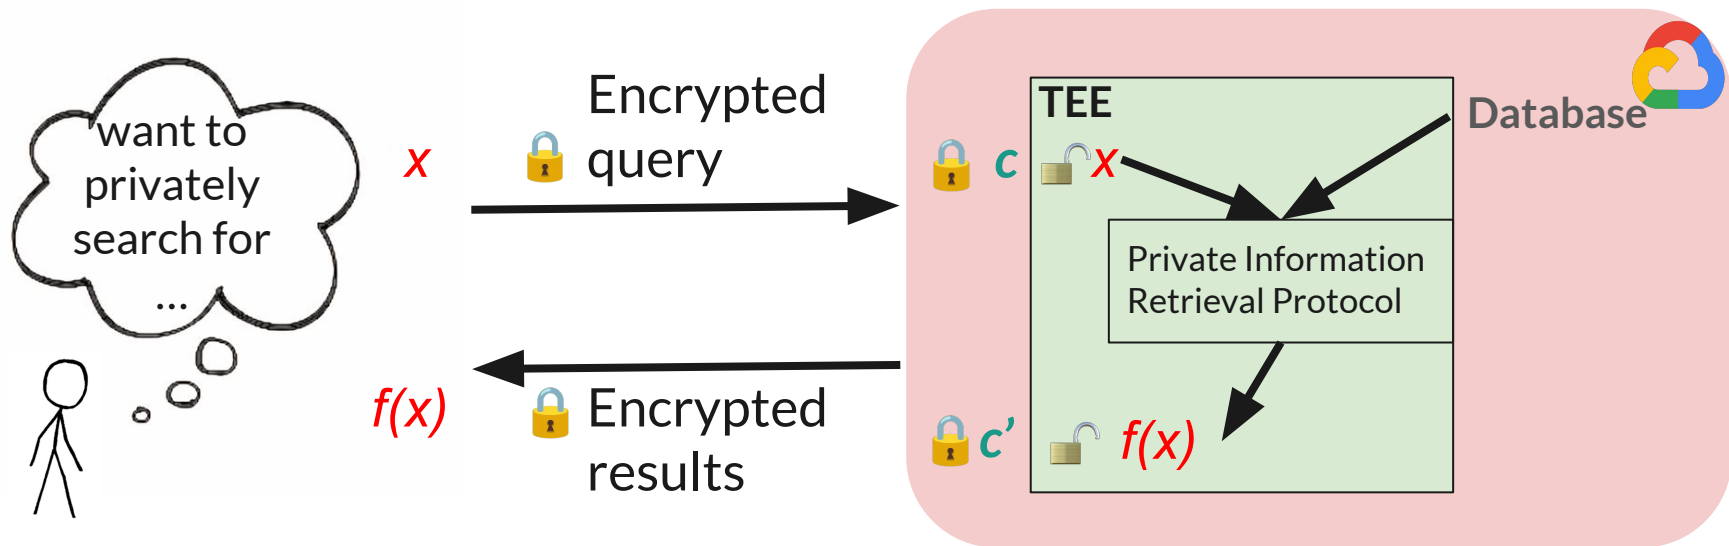 want to
privately
search for
...
x
Encrypted
query
f(x)
Encrypted
results
TEE
Database
c
x
Private Information
Retrieval Protocol
c’
f(x)